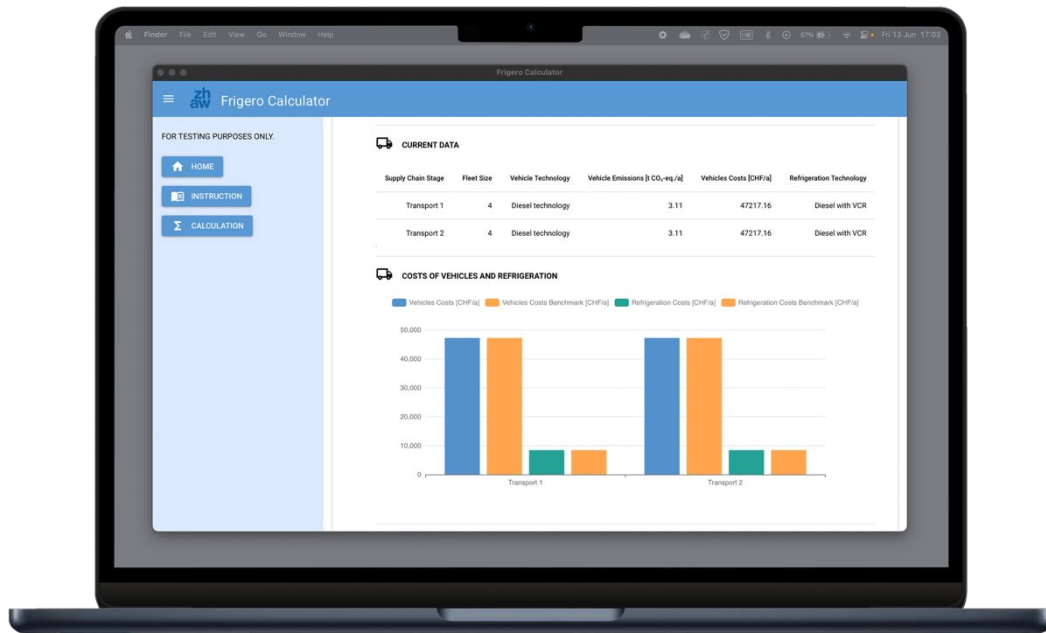 Finder File Edit View Go Window Help 57% Fri 13 Jun 17:03
Frigero Calculator
zh
aw Frigero Calculator
FOR TESTING PURPOSES ONLY.
HOME
INSTRUCTION
CALCULATION
CURRENT DATA
Supply Chain Stage Fleet Size Vehicle Technology Vehicle Emissions [t CO₂-eq./a] Vehicles Costs [CHF/a] Refrigeration Technology
Transport 1 4 Diesel technology 3.11 47217.16 Diesel with VCR
Transport 2 4 Diesel technology 3.11 47217.16 Diesel with VCR
COSTS OF VEHICLES AND REFRIGERATION
Vehicles Costs [CHF/a] Vehicles Costs Benchmark [CHF/a] Refrigeration Costs [CHF/a] Refrigeration Costs Benchmark [CHF/a]
50,000
40,000
30,000
20,000
10,000
0
Transport 1 Transport 2